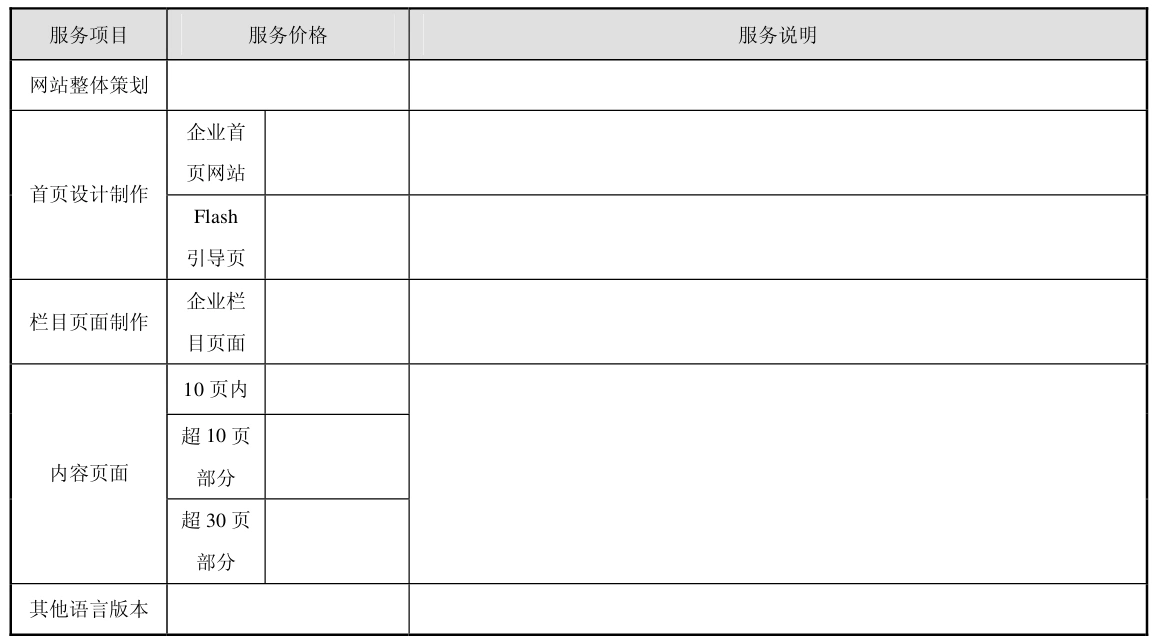 服务项目 服务价格 服务说明
网站整体策划
首页设计制作
企业首
页网站
Flash
引导页
栏目页面制作
企业栏
目页面
内容页面
10 页内
超 10 页
部分
超 30 页
部分
其他语言版本